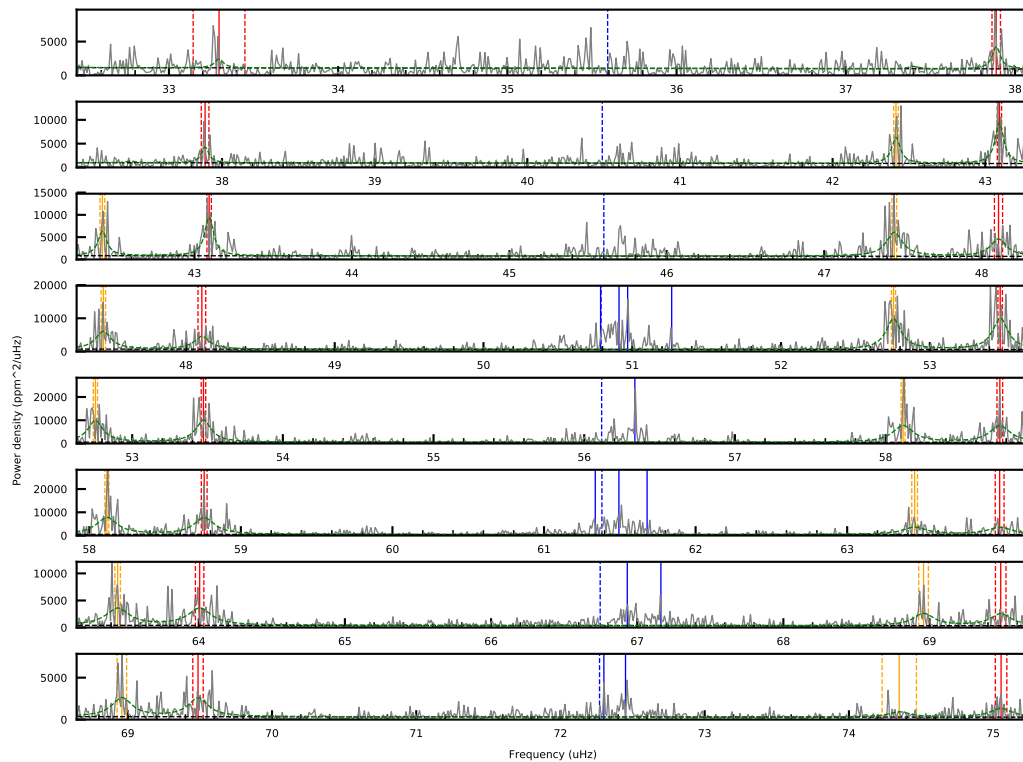 5000
0
33 34 35 36 37 38
10000
5000
0
38 39 40 41 42 43
15000
10000
5000
0
43 44 45 46 47 48
20000
10000
0
48 49 50 51 52 53
20000
10000
0
53 54 55 56 57 58
Power density (ppm^2/uHz)
20000
10000
0
58 59 60 61 62 63 64
10000
5000
0
64 65 66 67 68 69
5000
0
69 70 71 72 73 74 75
Frequency (uHz)